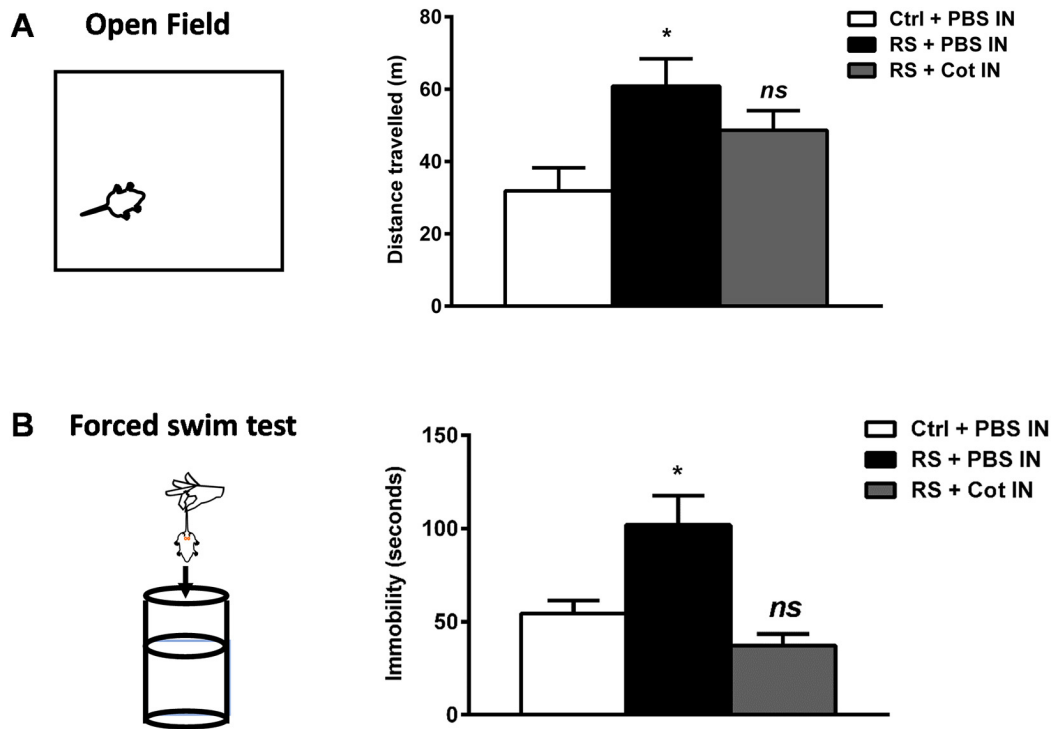 A Open Field
80
60
40
20
0
Distance travelled (m)
*
ns
Ctrl + PBS IN
RS + PBS IN
RS + Cot IN
B Forced swim test
150
100
50
0
Immobility (seconds)
*
ns
Ctrl + PBS IN
RS + PBS IN
RS + Cot IN